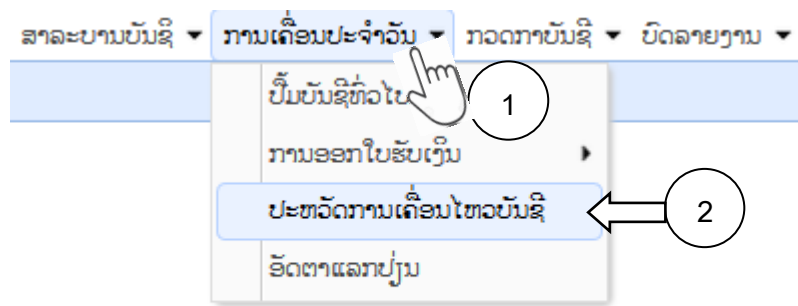 ສາລະບານບັນຊີ ການເຄື່ອນປະຈຳວັນ ກວດກາບັນຊີ ບົດລາຍງານ
ປຶ້ມບັນຊີທົ່ວໄປ
1
ການອອກໃບຮັບເງິນ
ປະຫວັດການເຄື່ອນໄຫວບັນຊີ
2
ອັດຕາແລກປ່ຽນ